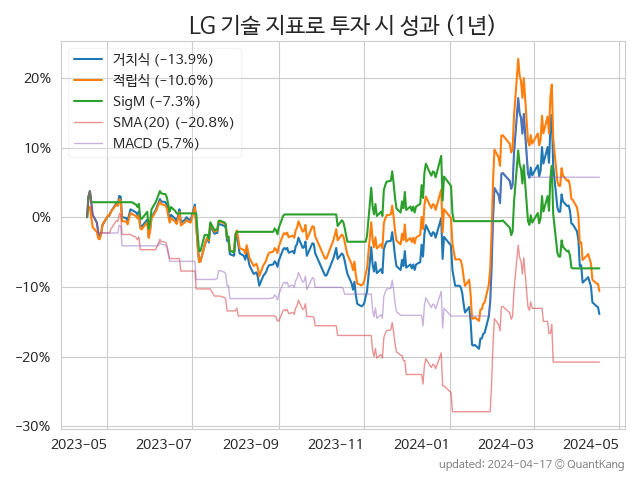 LG 기술 지표로 투자 시 성과 (1년)
거치식 (−13.9%)
적립식 (−10.6%)
SigM (−7.3%)
SMA(20) (−20.8%)
MACD (5.7%)
20%
10%
0%
−10%
−20%
−30%
2023-05 2023-07 2023-09 2023-11 2024-01 2024-03 2024-05
updated: 2024-04-17 © QuantKang